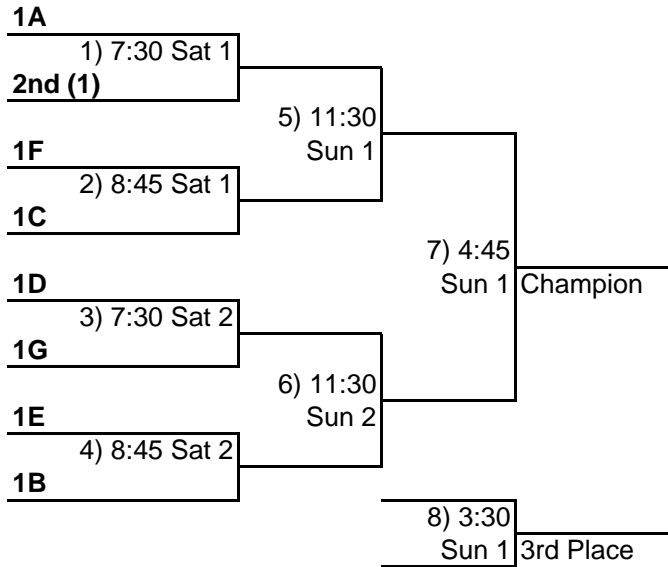 1A
1) 7:30 Sat 1
2nd (1)
5) 11:30
Sun 1
1F
2) 8:45 Sat 1
1C
7) 4:45
Sun 1 Champion
1D
3) 7:30 Sat 2
1G
6) 11:30
Sun 2
1E
4) 8:45 Sat 2
1B
8) 3:30
Sun 1 3rd Place